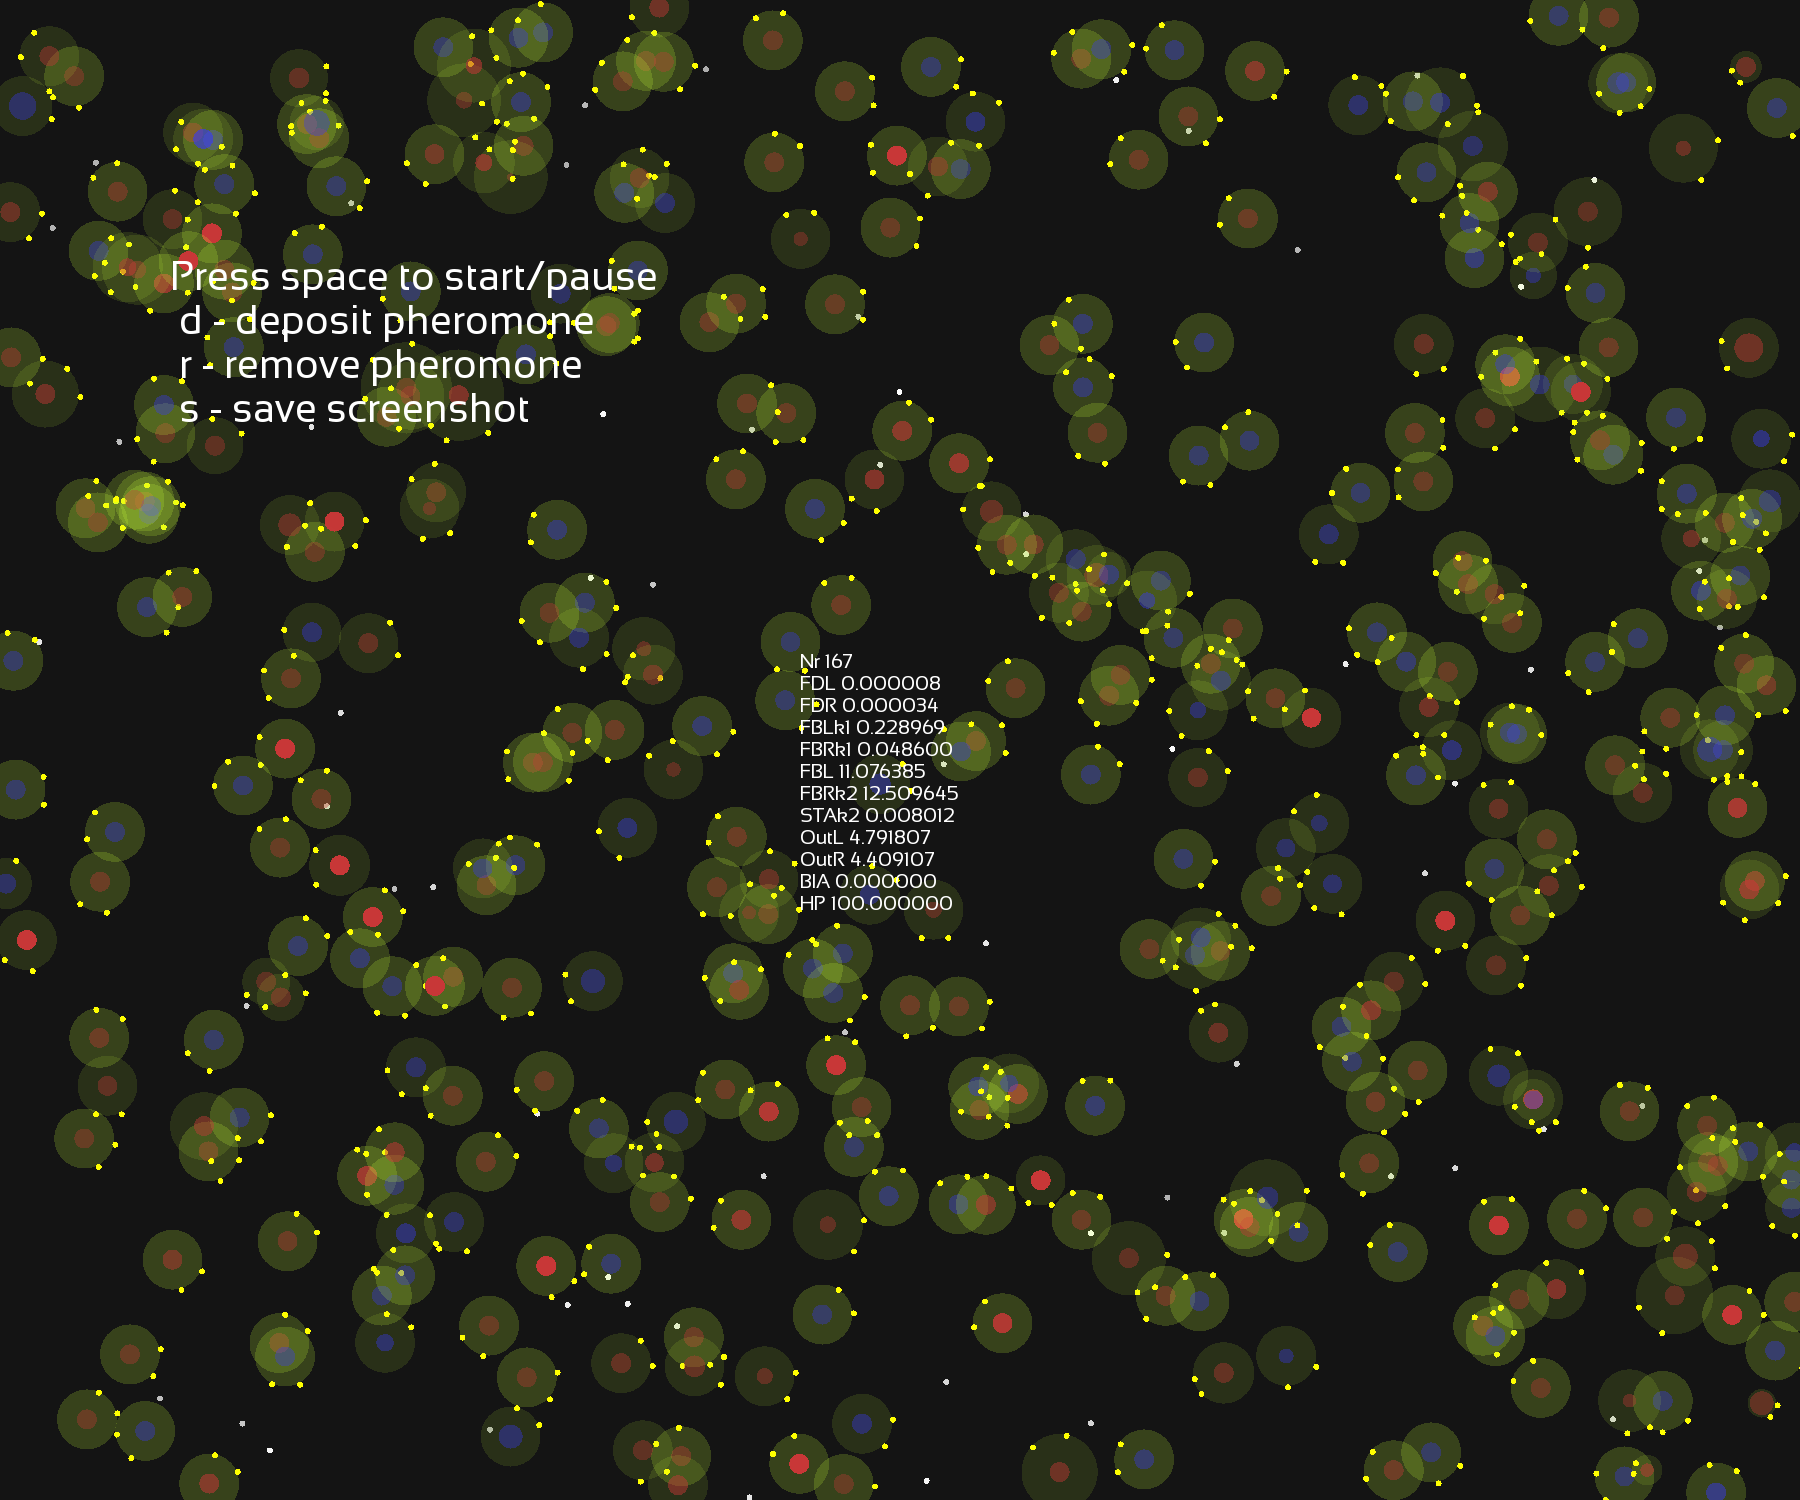 Press space to start/pause
d - deposit pheromone
r - remove pheromone
s - save screenshot
Nr 167
FDL 0.000008
FDR 0.000034
FBLk1 0.228969
FBRk1 0.048600
FBL 11.076385
FBRk2 12.509645
STAk2 0.008012
OutL 4.791807
OutR 4.409107
BIA 0.000000
HP 100.000000